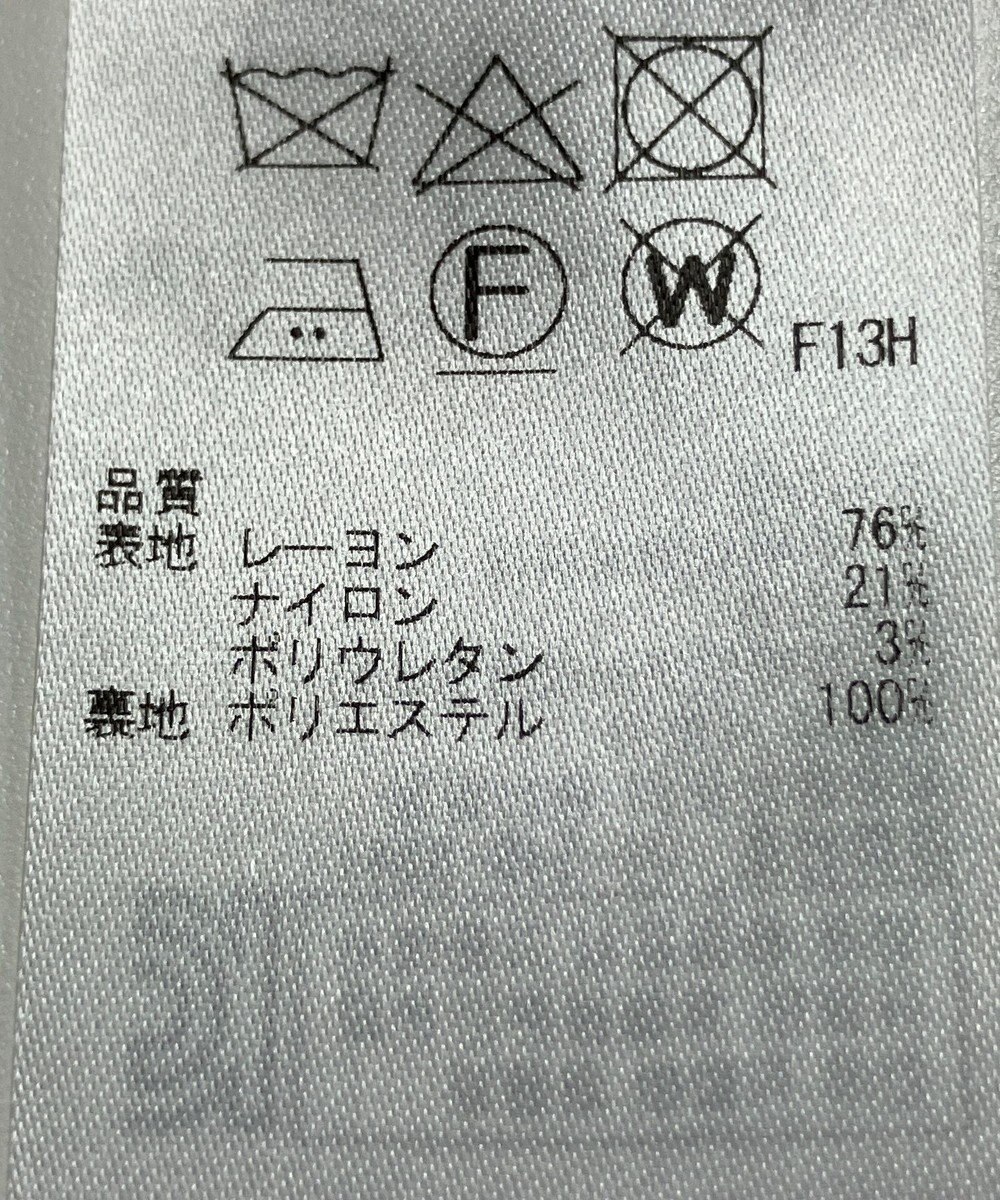 F W F13H
品質
表地 レーヨン 76%
ナイロン 21%
ポリウレタン 3%
裏地 ポリエステル 100%